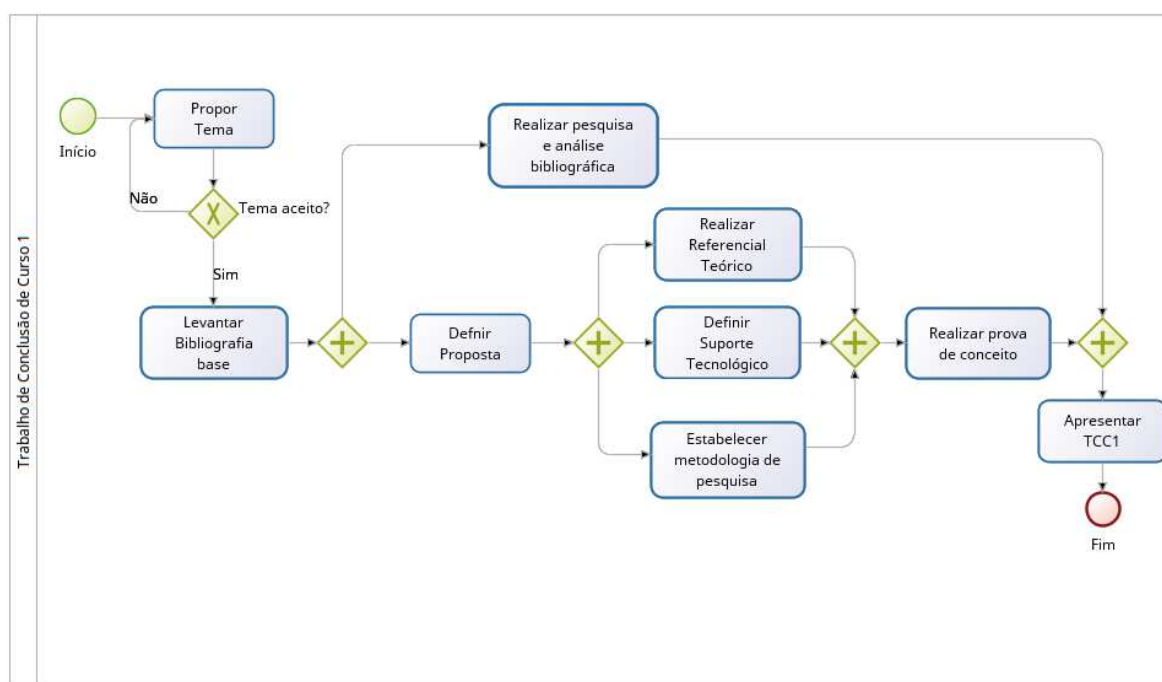 Trabalho de Conclusão de Curso 1
Início
Propor
Tema
Não
Tema aceito?
Sim
Levantar
Bibliografia
base
Realizar pesquisa
e análise
bibliográfica
Defnir
Proposta
Realizar
Referencial
Teórico
Definir
Suporte
Tecnológico
Estabelecer
metodologia de
pesquisa
Realizar prova
de conceito
Apresentar
TCC1
Fim